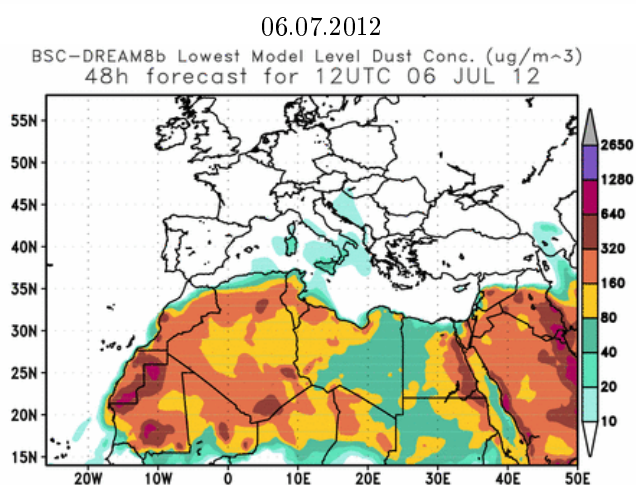 06.07.2012
BSC-DREAM8b Lowest Model Level Dust Conc. (ug/m^3)
48h forecast for 12UTC 06 JUL 12
55N
50N
45N
40N
35N
30N
25N
20N
15N
20W
10W
0
10E
20E
30E
40E
50E
2650
1280
640
320
160
80
40
20
10